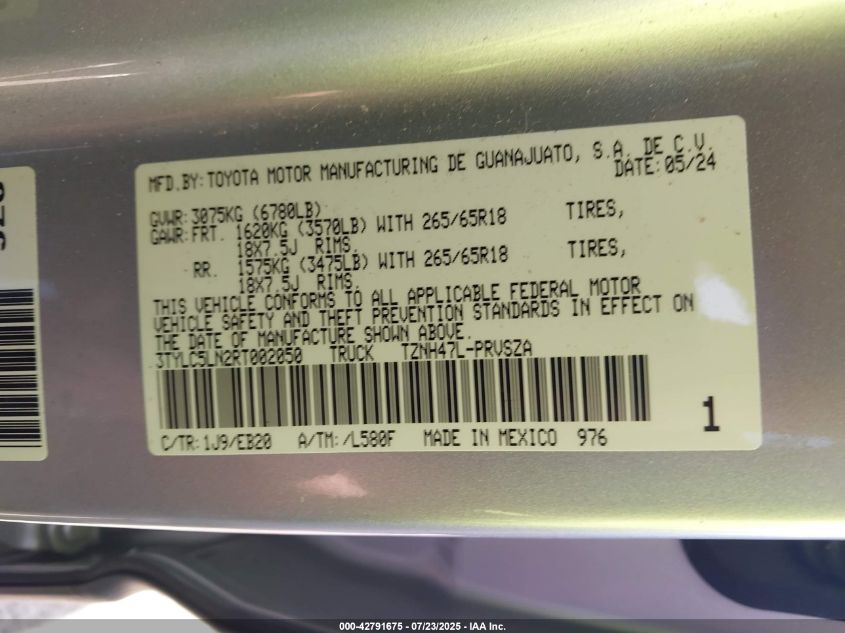 MFD.BY: TOYOTA MOTOR MANUFACTURING DE GUANAJUATO, S.A. DE C.V.
DATE: 05/24
GVWR: 3075KG (6780LB)
GAWR: FRT. 1620KG (3570LB) WITH 265/65R18 TIRES,
18X7.5J RIMS.
RR. 1575KG (3475LB) WITH 265/65R18 TIRES,
18X7.5J RIMS.
THIS VEHICLE CONFORMS TO ALL APPLICABLE FEDERAL MOTOR
VEHICLE SAFETY AND THEFT PREVENTION STANDARDS IN EFFECT ON
THE DATE OF MANUFACTURE SHOWN ABOVE.
3TYLC5LN2RT002050 TRUCK TZNH47L-PRVSZA
1
C/TR: 1J9/EB20 A/TM: /L580F MADE IN MEXICO 976
000-42791675 - 07/23/2025 - IAA Inc.